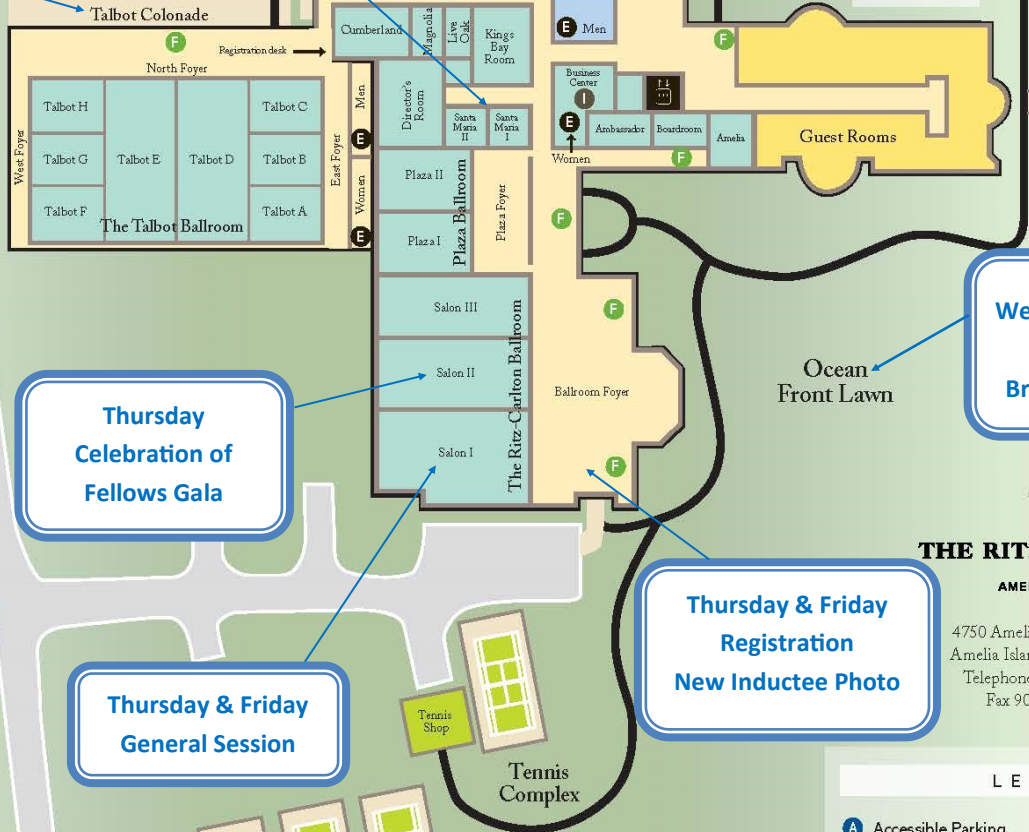 Talbot Colonade
Registration desk
North Foyer
West Foyer
Talbot H
Talbot G
Talbot F
Talbot E
Talbot D
Talbot C
Talbot B
Talbot A
The Talbot Ballroom
East Foyer
Men
E
Women
E
F
Cumberland
Magnolia
Live
Oak
Kings
Bay
Room
Director's
Room
Santa
Maria
II
Santa
Maria
I
Plaza II
Plaza I
Plaza Ballroom
Plaza Foyer
E Men
Business
Center
I
E
Women
Ambassador
Boardroom
Amelia
F
F
F
Guest Rooms
Salon III
Salon II
Salon I
The Ritz-Carlton Ballroom
Ballroom Foyer
F
F
Ocean
Front Lawn
We
Br
Thursday
Celebration of
Fellows Gala
Thursday & Friday
General Session
Thursday & Friday
Registration
New Inductee Photo
THE RIT
AME
4750 Ameli
Amelia Islan
Telephone
Fax 90
Tennis
Shop
Tennis
Complex
L E
A Accessible Parking